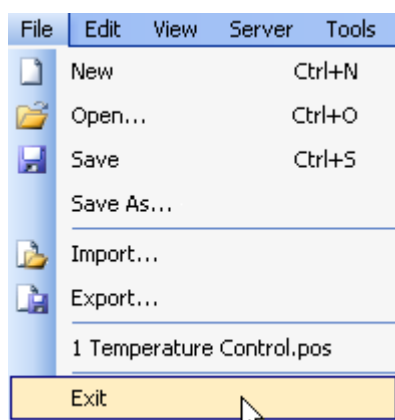 File Edit View Server Tools
New Ctrl+N
Open... Ctrl+O
Save Ctrl+S
Save As...
Import...
Export...
1 Temperature Control.pos
Exit